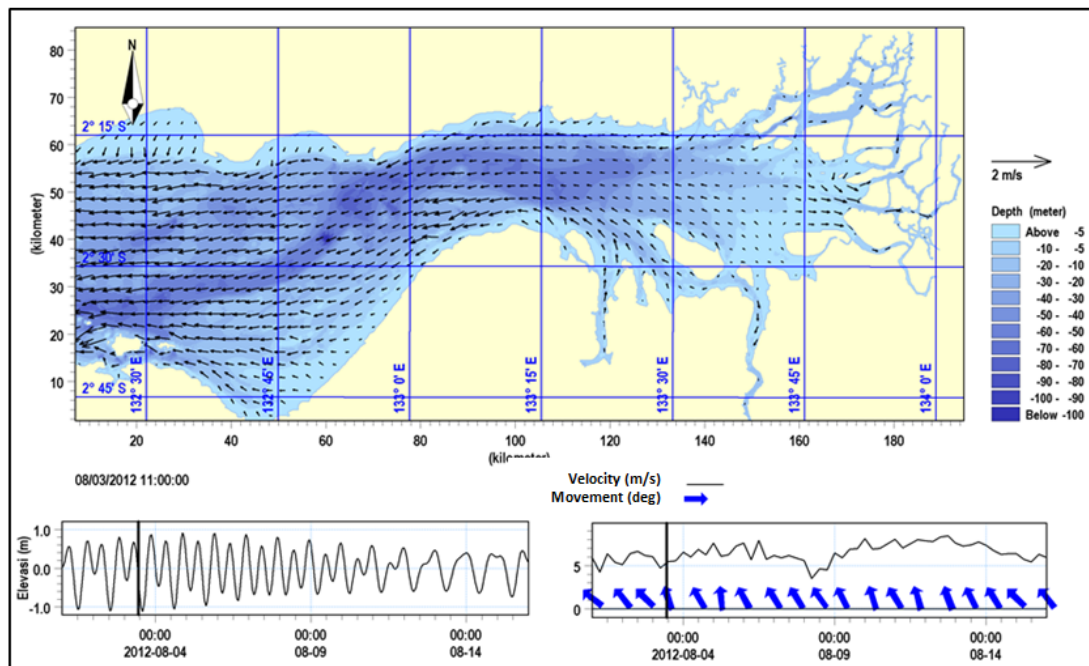 N
80
70
60
50
40
30
20
10
(kilometer)
2° 15' S
2° 30' S
2° 45' S
132° 30' E
132° 45' E
133° 0' E
133° 15' E
133° 30' E
133° 45' E
134° 0' E
20 40 60 80 100 120 140 160 180
(kilometer)
2 m/s
Depth (meter)
Above -5
-10 - -5
-20 - -10
-30 - -20
-40 - -30
-50 - -40
-60 - -50
-70 - -60
-80 - -70
-90 - -80
-100 - -90
Below -100
08/03/2012 11:00:00
Velocity (m/s)
Movement (deg)
Elevasi (m)
1.0
0.0
-1.0
00:00 00:00 00:00
2012-08-04 08-09 08-14
5
0
00:00 00:00 00:00
2012-08-04 08-09 08-14